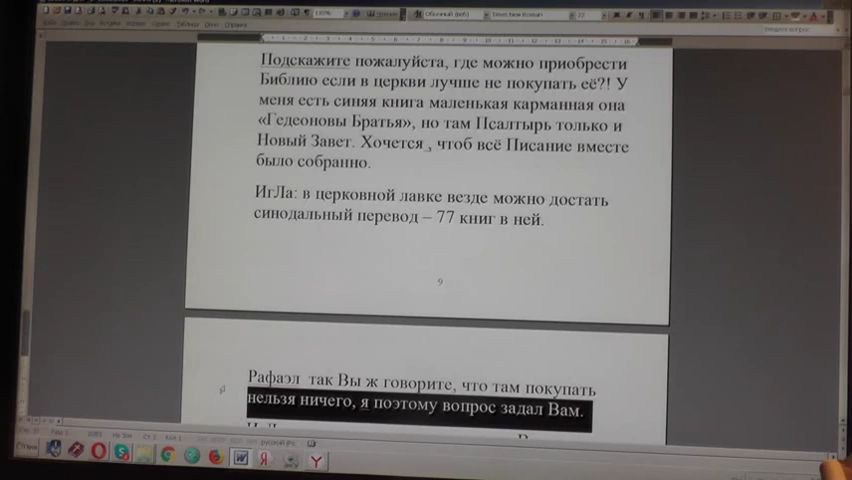 Подскажите пожалуйста, где можно приобрести
Библию если в церкви лучше не покупать её?! У
меня есть синяя книга маленькая карманная она
«Гедеоновы Братья», но там Псалтырь только и
Новый Завет. Хочется , чтоб всё Писание вместе
было собранно.
ИгЛа: в церковной лавке везде можно достать
синодальный перевод – 77 книг в ней.
9
Рафаэл так Вы ж говорите, что там покупать
нельзя ничего, я поэтому вопрос задал Вам.